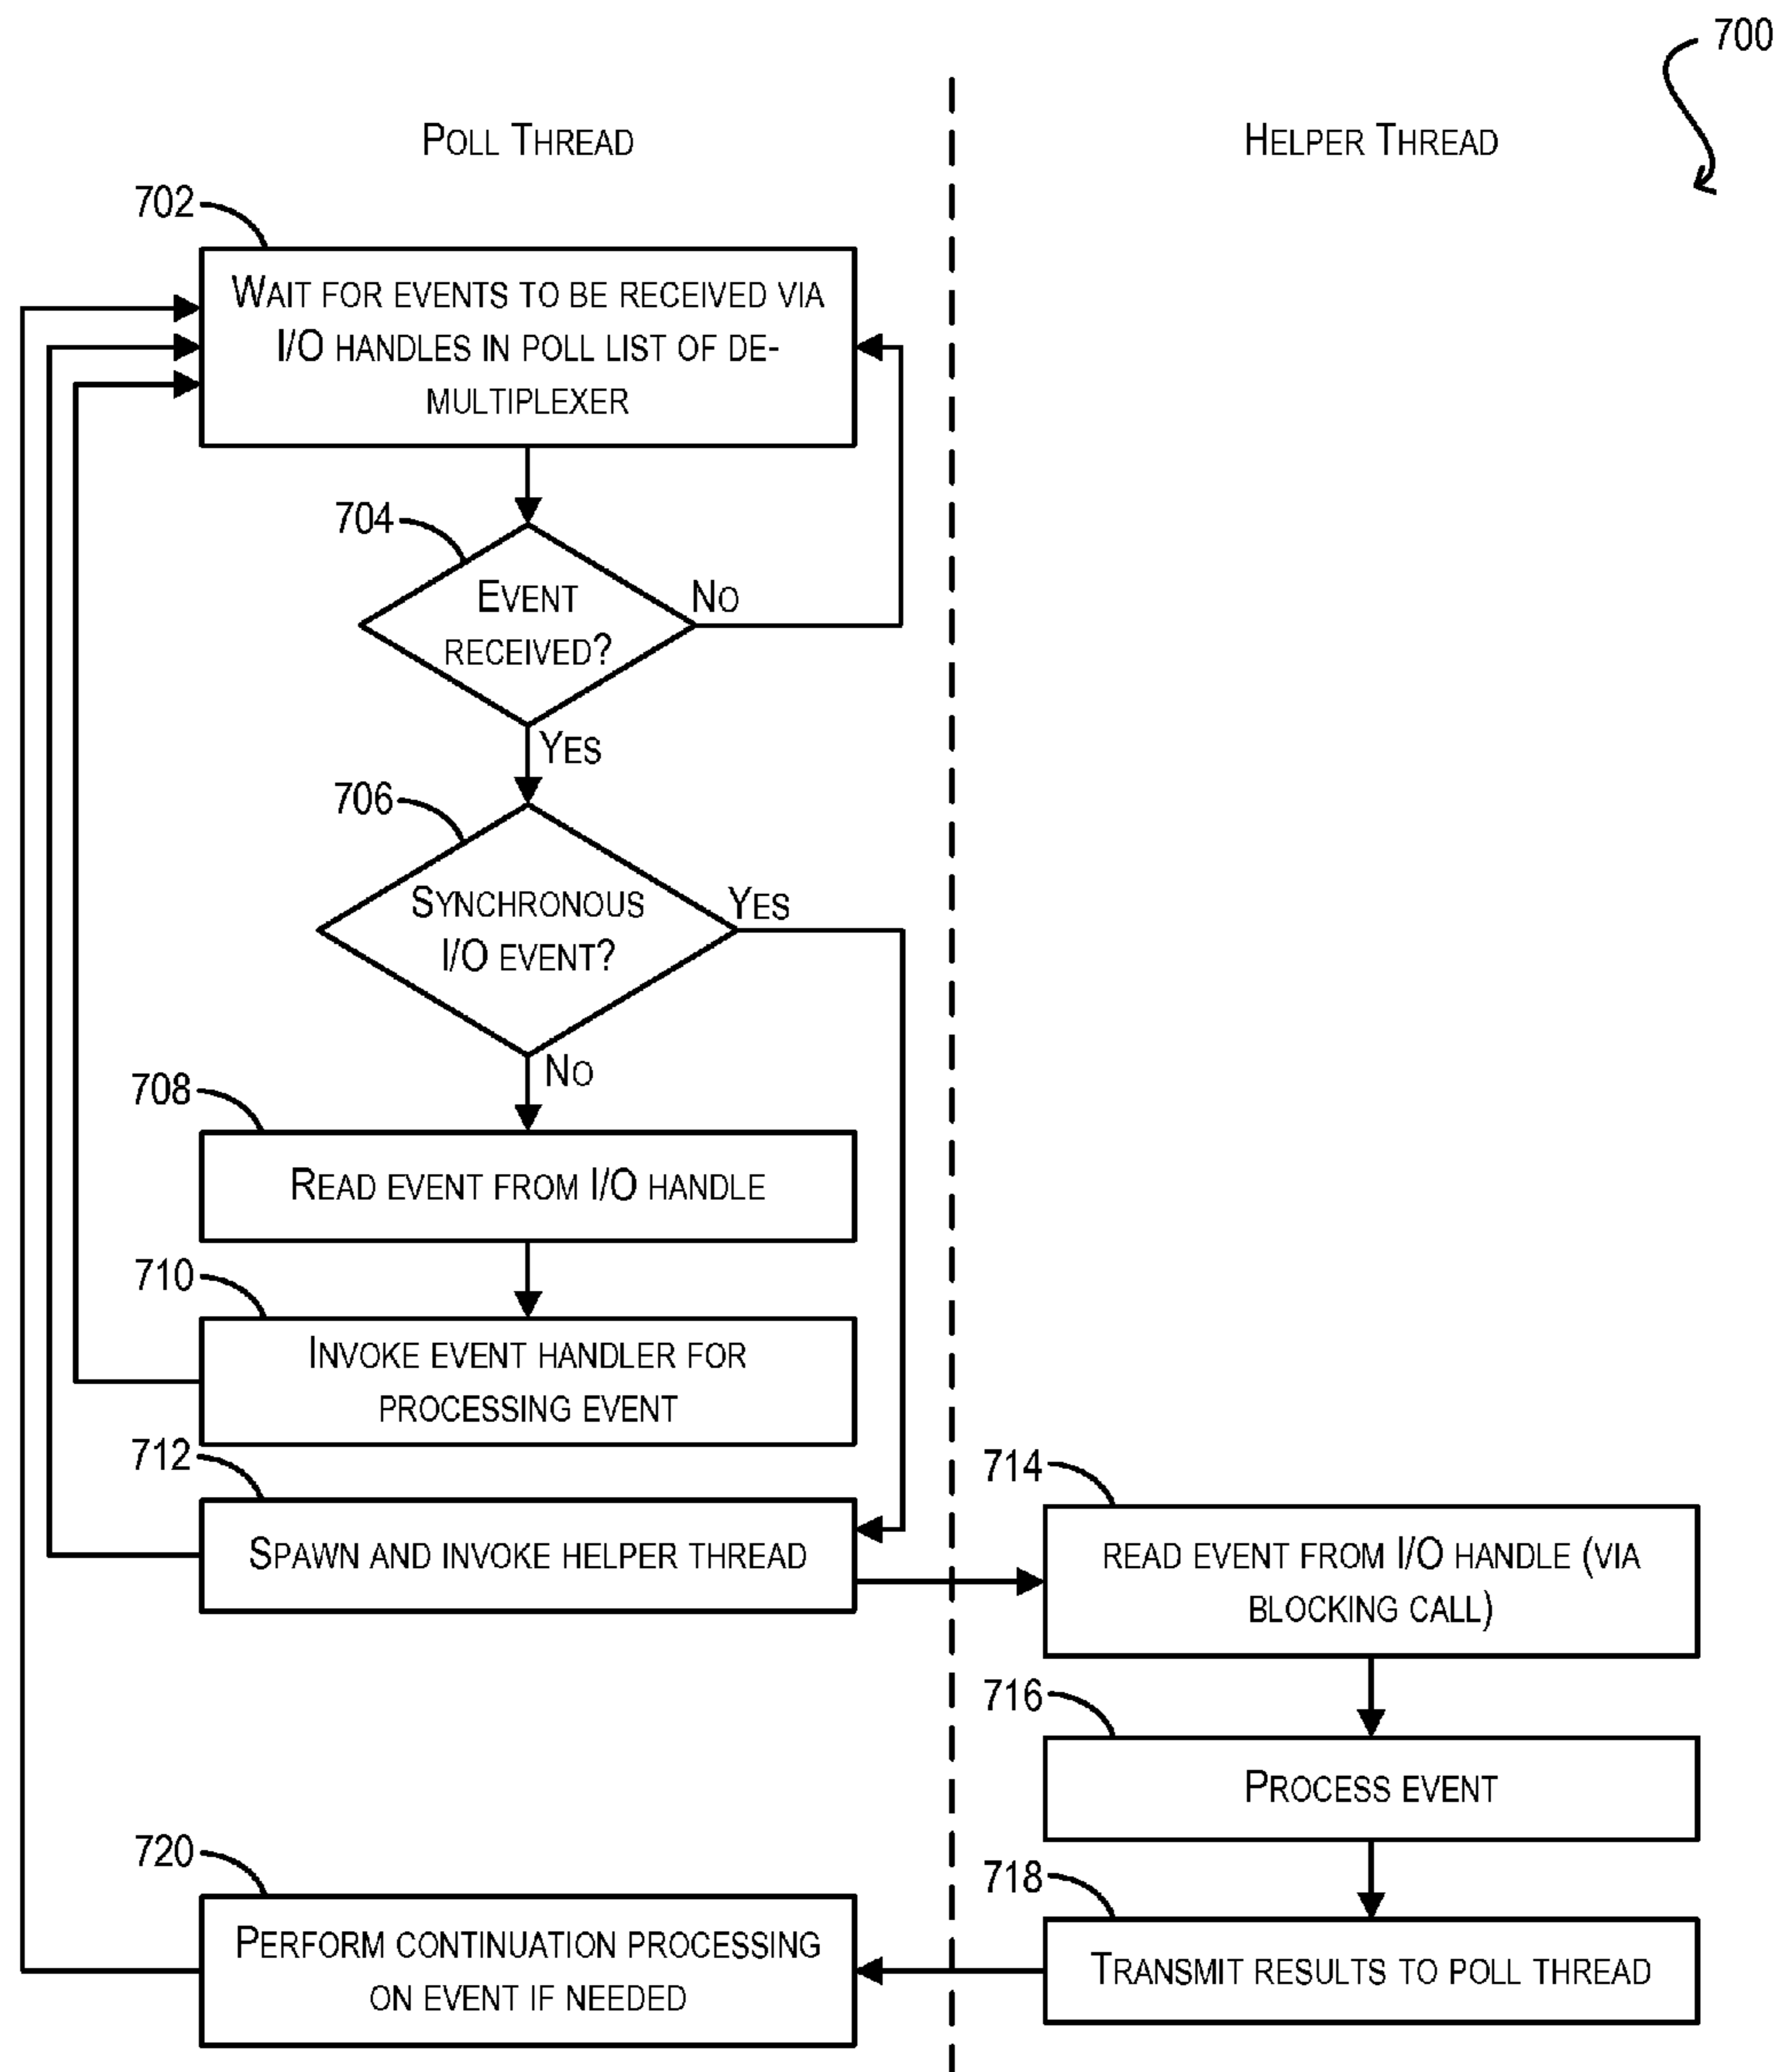 700
Poll Thread
Helper Thread
702
Wait for events to be received via
I/O handles in poll list of de-
multiplexer
704
Event
received?
No
Yes
706
Synchronous
I/O event?
Yes
No
708
Read event from I/O handle
710
Invoke event handler for
processing event
712
Spawn and invoke helper thread
714
read event from I/O handle (via
blocking call)
716
Process event
718
Transmit results to poll thread
720
Perform continuation processing
on event if needed